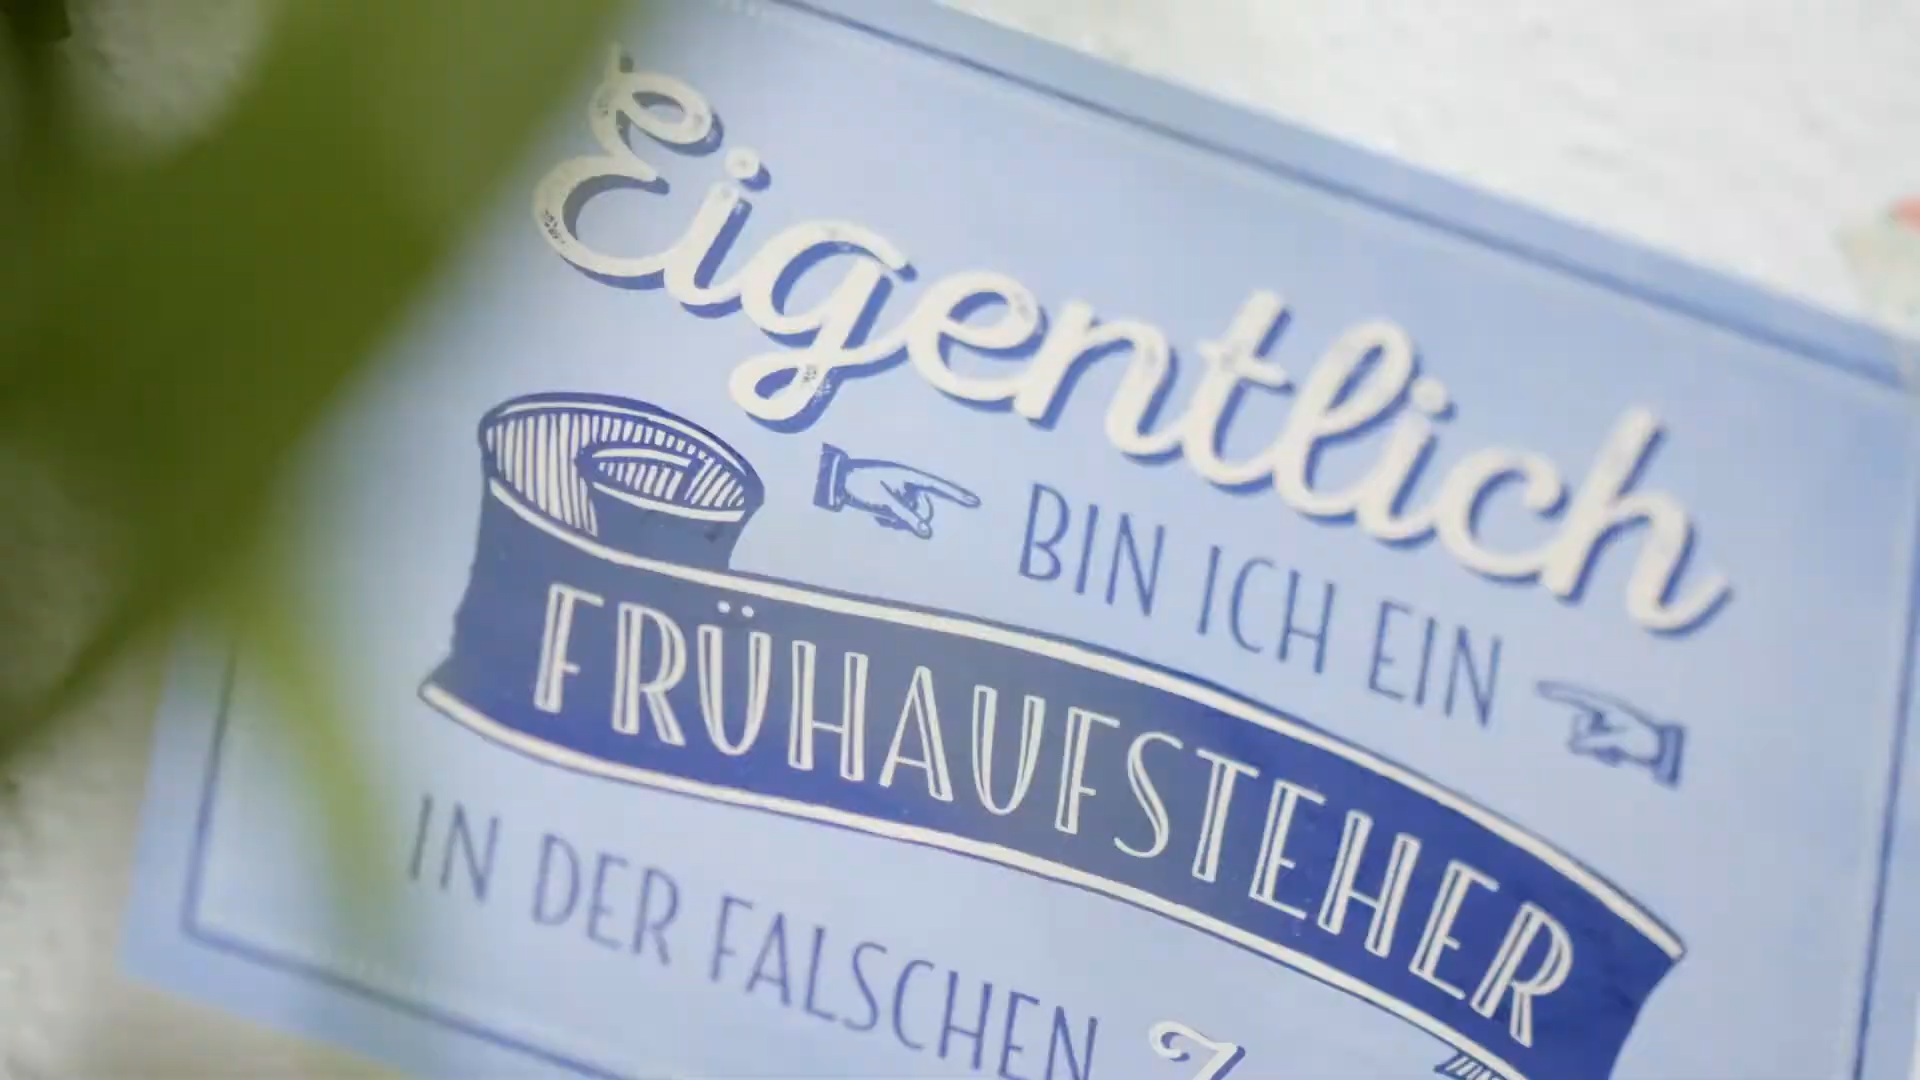 Eigentlich
BIN ICH EIN
FRÜHAUFSTEHER
IN DER FALSCHEN